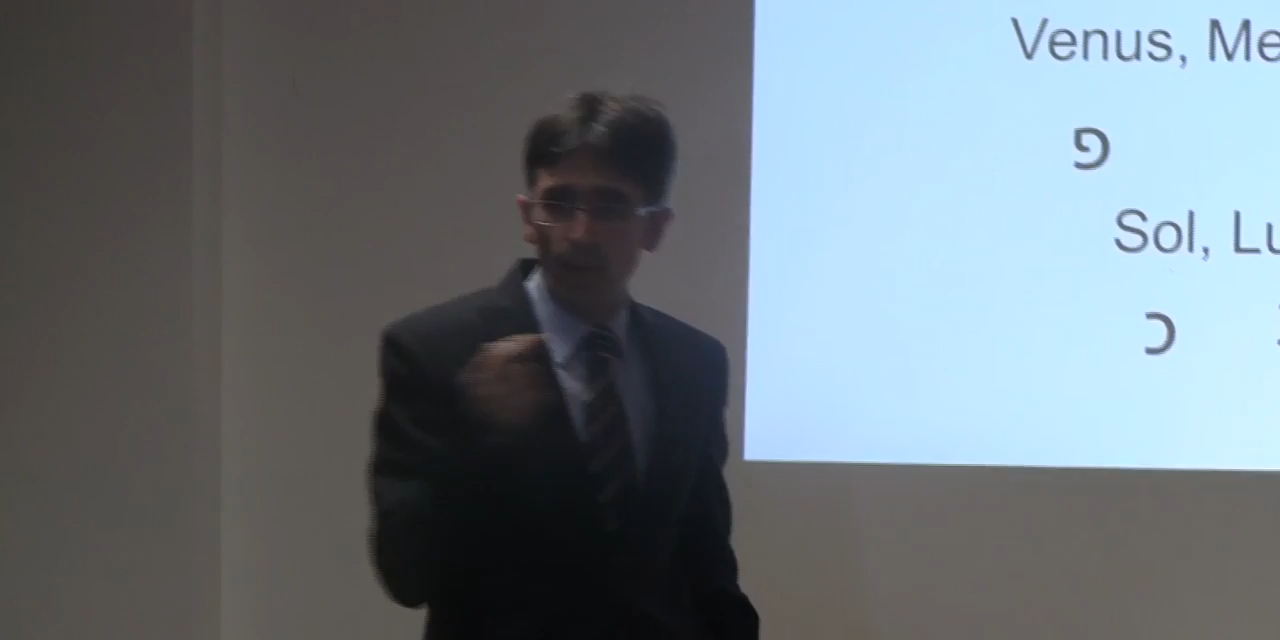 Venus, Me
פ
Sol, Lu
כ